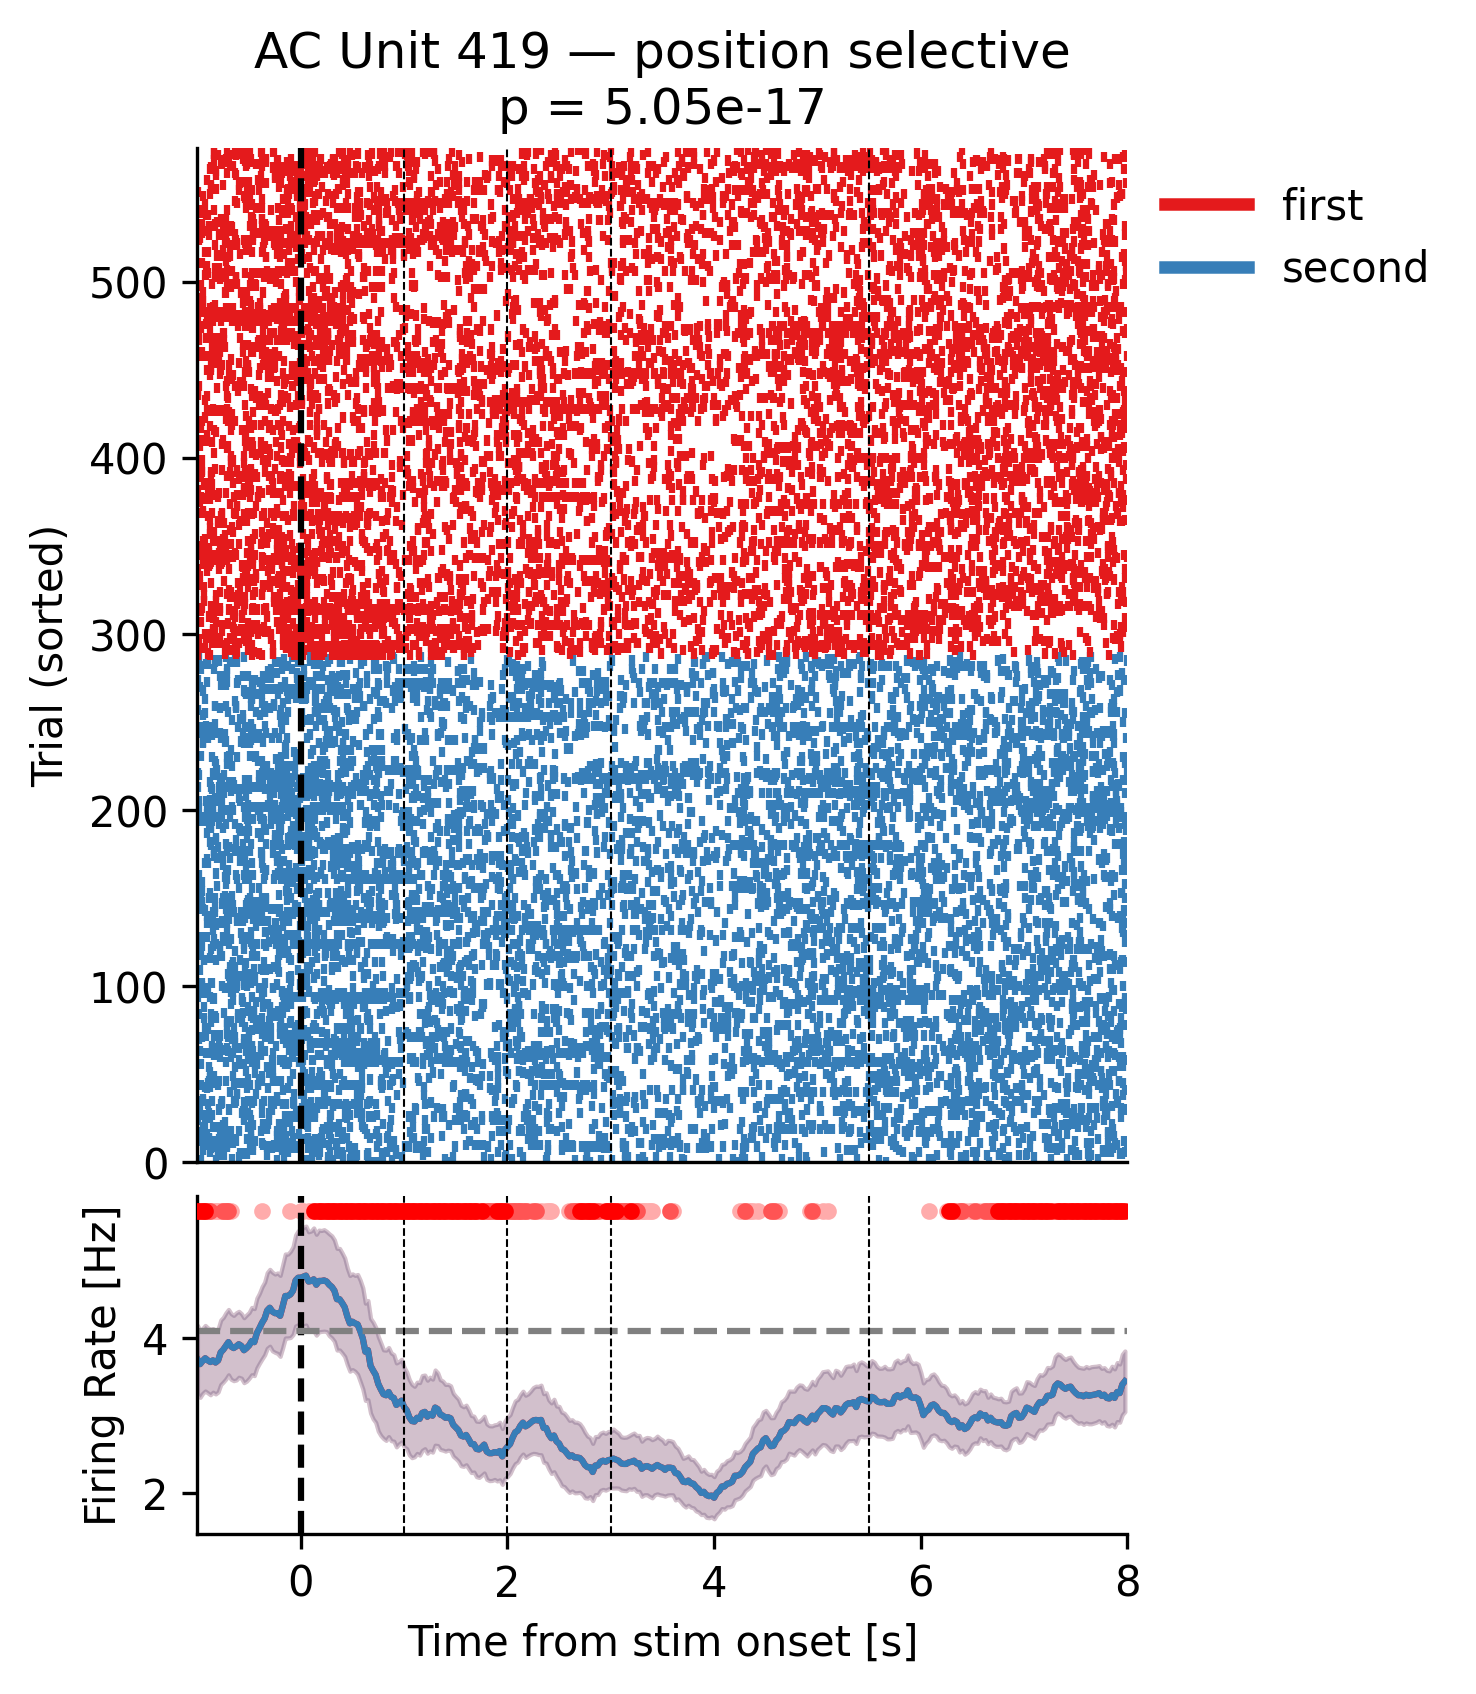 AC Unit 419 — position selective
p = 5.05e-17
first
second
500
400
300
200
100
0
Trial (sorted)
4
2
Firing Rate [Hz]
0 2 4 6 8
Time from stim onset [s]